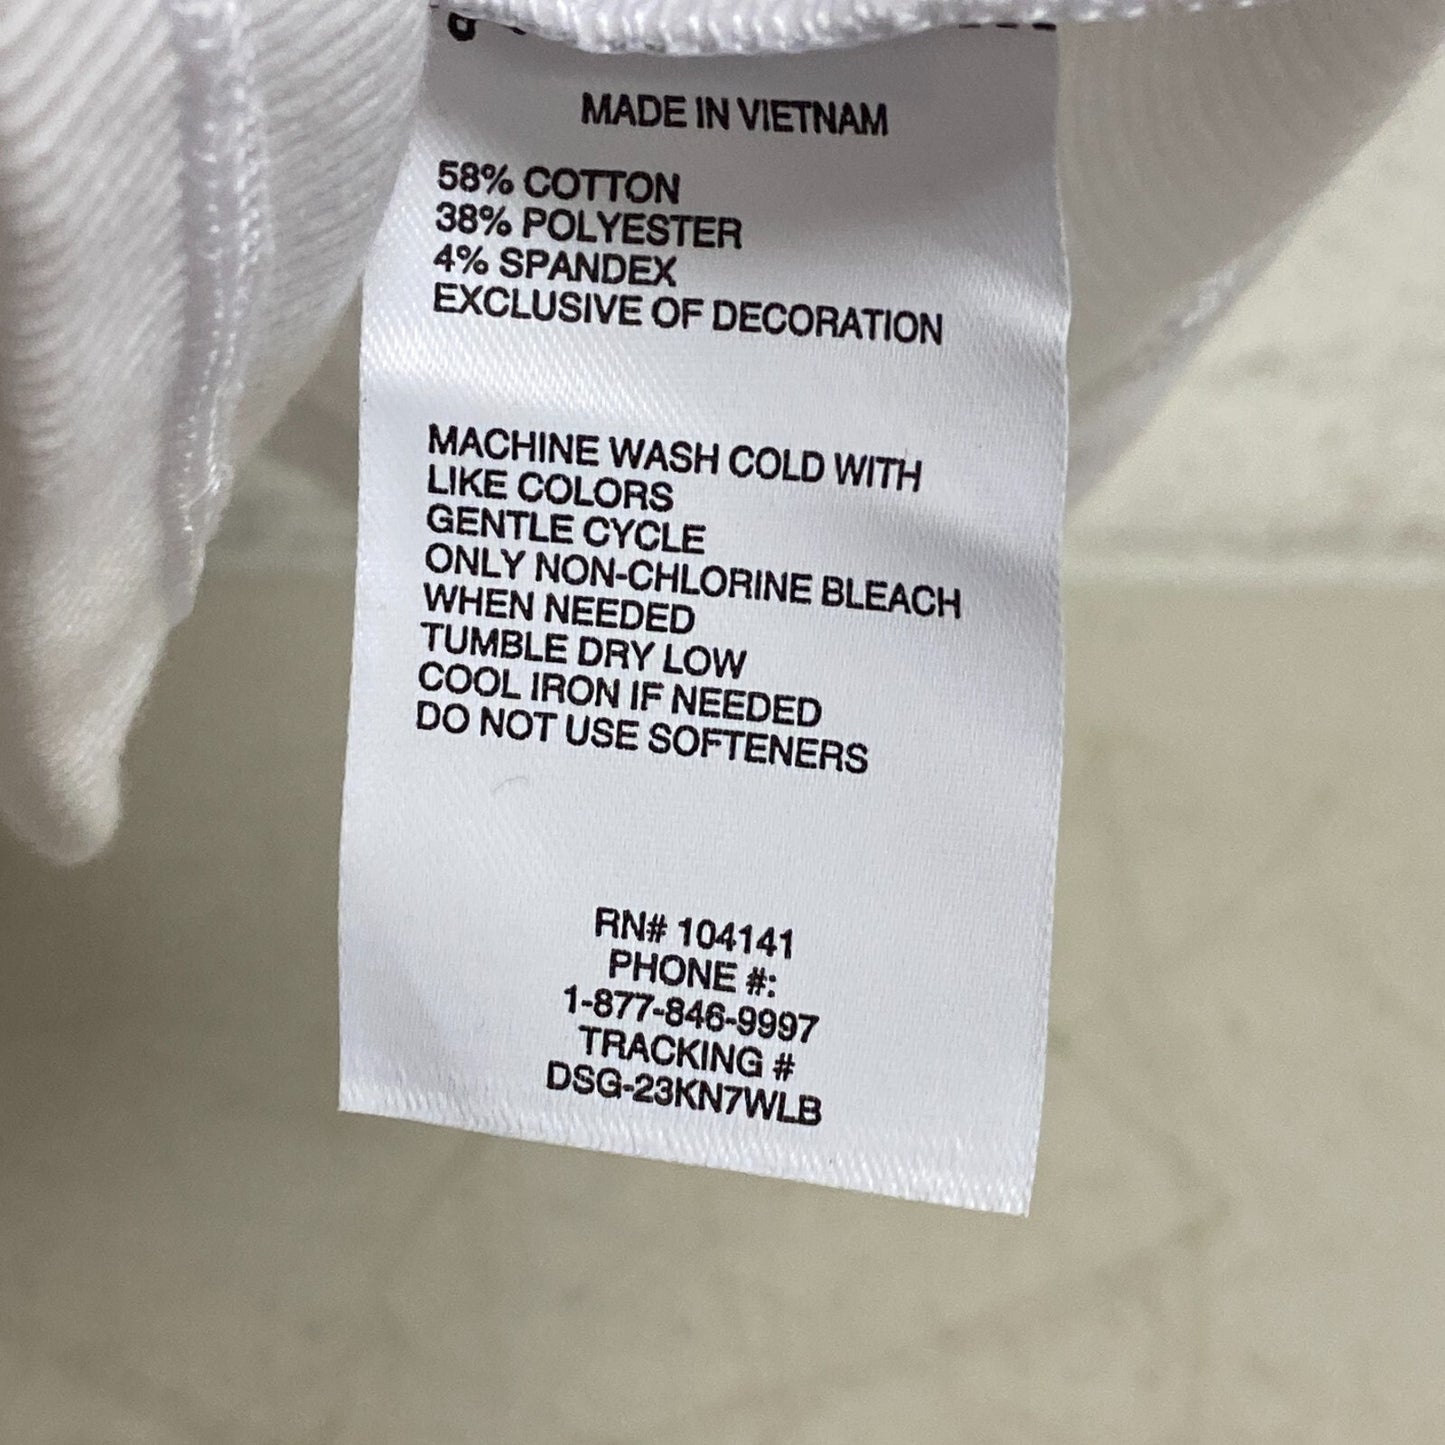 MADE IN VIETNAM
58% COTTON
38% POLYESTER
4% SPANDEX
EXCLUSIVE OF DECORATION
MACHINE WASH COLD WITH
LIKE COLORS
GENTLE CYCLE
ONLY NON-CHLORINE BLEACH
WHEN NEEDED
TUMBLE DRY LOW
COOL IRON IF NEEDED
DO NOT USE SOFTENERS
RN# 104141
PHONE #:
1-877-846-9997
TRACKING #
DSG-23KN7WLB